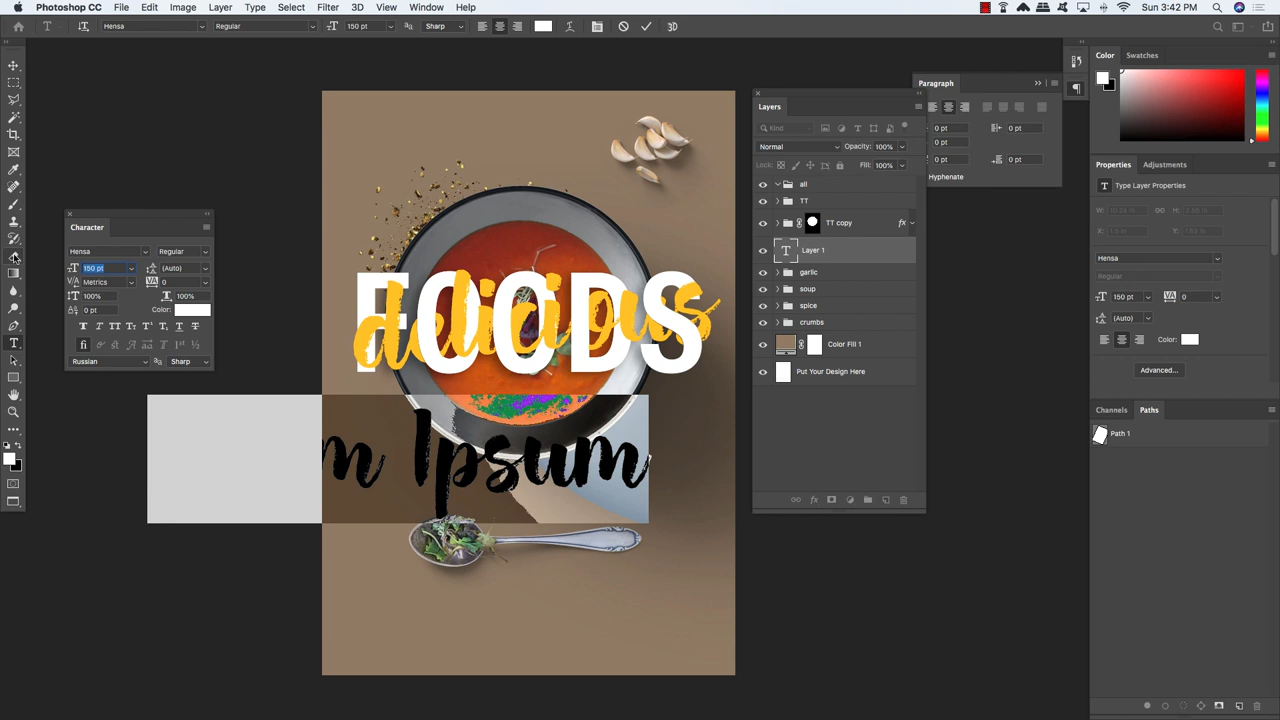 Photoshop CC File Edit Image Layer Type Select Filter 3D View Window Help Sun 3:42 PM
T Hensa Regular 150 pt Sharp 3D
Color Swatches
Paragraph
Layers
Kind
0 pt 0 pt
0 pt
Normal Opacity: 100%
0 pt 0 pt
Lock: Fill: 100%
Properties Adjustments
Hyphenate
all
T Type Layer Properties
TT
W: H:
X: Y:
Character
TT copy fx
Hensa Regular
T Layer 1
Hensa
150 pt (Auto)
garlic
Regular
Metrics 0
soup
150 pt 0
100% 100%
spice
(Auto)
0 pt Color:
crumbs
Color:
Color Fill 1
Russian Sharp
Put Your Design Here
Advanced...
FOODS
delicious
Channels Paths
Path 1
m Ipsum